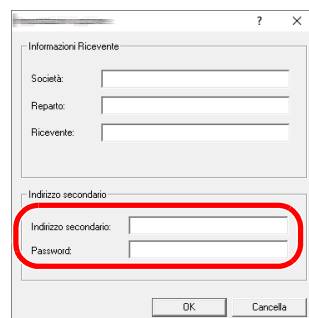 ? ×
Informazioni Ricevente
Società:
Reparto:
Ricevente:
Indirizzo secondario
Indirizzo secondario:
Password:
OK Cancella